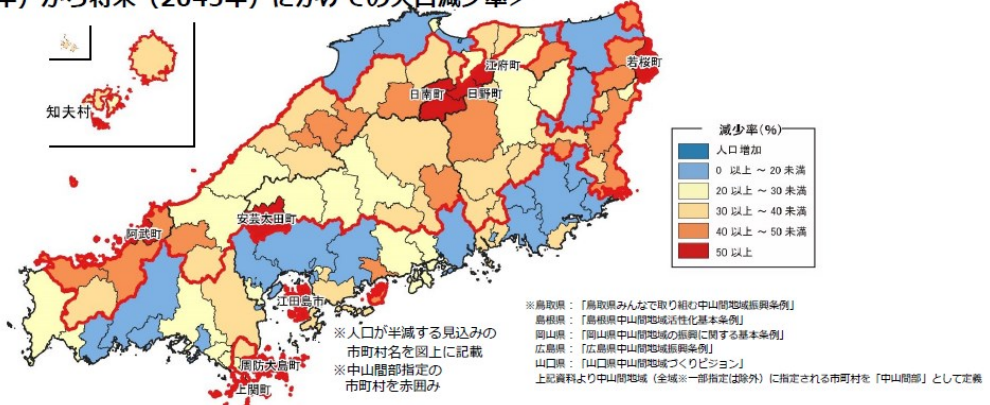 年）から将来（2045年）にかけての人口減少率＞
知夫村
江府町
若桜町
日南町
日野町
安芸太田町
阿武町
江田島市
周防大島町
上関町
減少率(%)
人口増加
0 以上 ～ 20 未満
20 以上 ～ 30 未満
30 以上 ～ 40 未満
40 以上 ～ 50 未満
50 以上
※人口が半減する見込みの
市町村名を図上に記載
※中山間部指定の
市町村を赤囲み
※鳥取県：「鳥取県みんなで取り組む中山間地域振興条例」
島根県：「島根県中山間地域活性化基本条例」
岡山県：「岡山県中山間地域の振興に関する基本条例」
広島県：「広島県中山間地域振興条例」
山口県：「山口県中山間地域づくりビジョン」
上記資料より中山間地域（全域※一部指定は除外）に指定される市町村を「中山間部」として定義